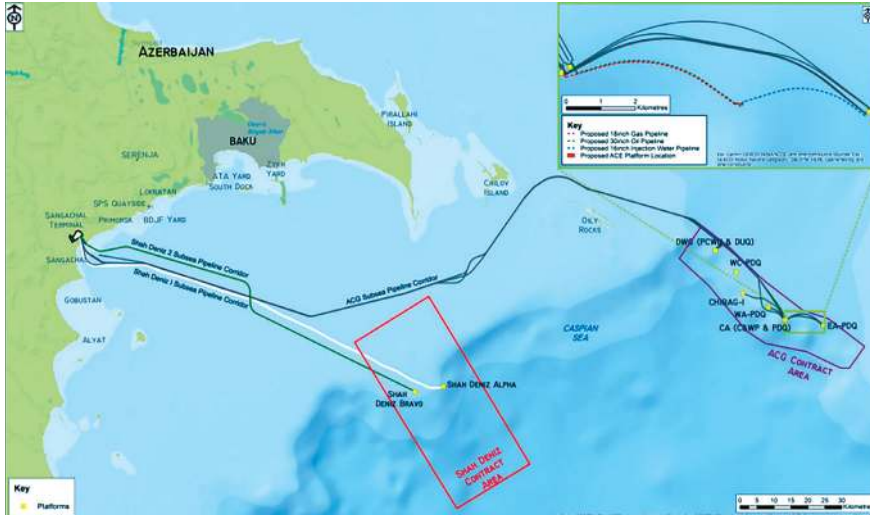 N
AZERBAIJAN
BAKU
SERENJA
ZYKH
YARD
ATA YARD
SOUTH DOCK
LOKBATAN
SPS QUAYSIDE
PRIMORSK
BDJF YARD
SANGACHAL
TERMINAL
SANGACHAL
GOBUSTAN
ALYAT
PIRALLAHI
ISLAND
CHILOV
ISLAND
OILY
ROCKS
Shah Deniz 2 Subsea Pipeline Corridor
Shah Deniz I Subsea Pipeline Corridor
ACG Subsea Pipeline Corridor
CASPIAN
SEA
SHAH DENIZ ALPHA
SHAH
DENIZ BRAVO
SHAH DENIZ
CONTRACT
AREA
DWG (PCWU & DUQ)
WC-PDQ
CHIRAG-I
WA-PDQ
CA (C&WP & PDQ)
EA-PDQ
ACG CONTRACT
AREA
0 1 2
Kilometres
Key
Proposed 18inch Gas Pipeline
Proposed 30inch Oil Pipeline
Proposed 16inch Injection Water Pipeline
Proposed ACE Platform Location
Key
Platforms
0 5 10 15 20 25 30
Kilometres